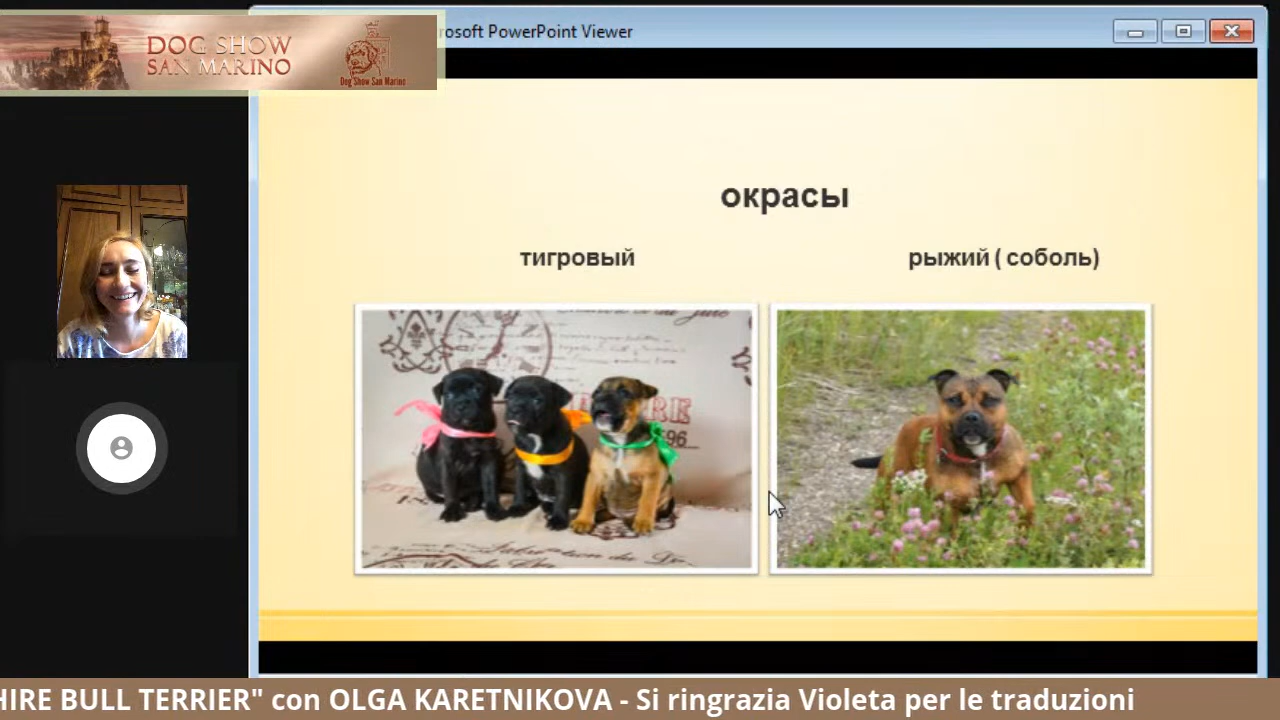 DOG SHOW
SAN MARINO
Dog Show San Marino
rosoft PowerPoint Viewer
окрасы
тигровый
рыжий ( соболь)
HIRE BULL TERRIER" con OLGA KARETNIKOVA - Si ringrazia Violeta per le traduzioni